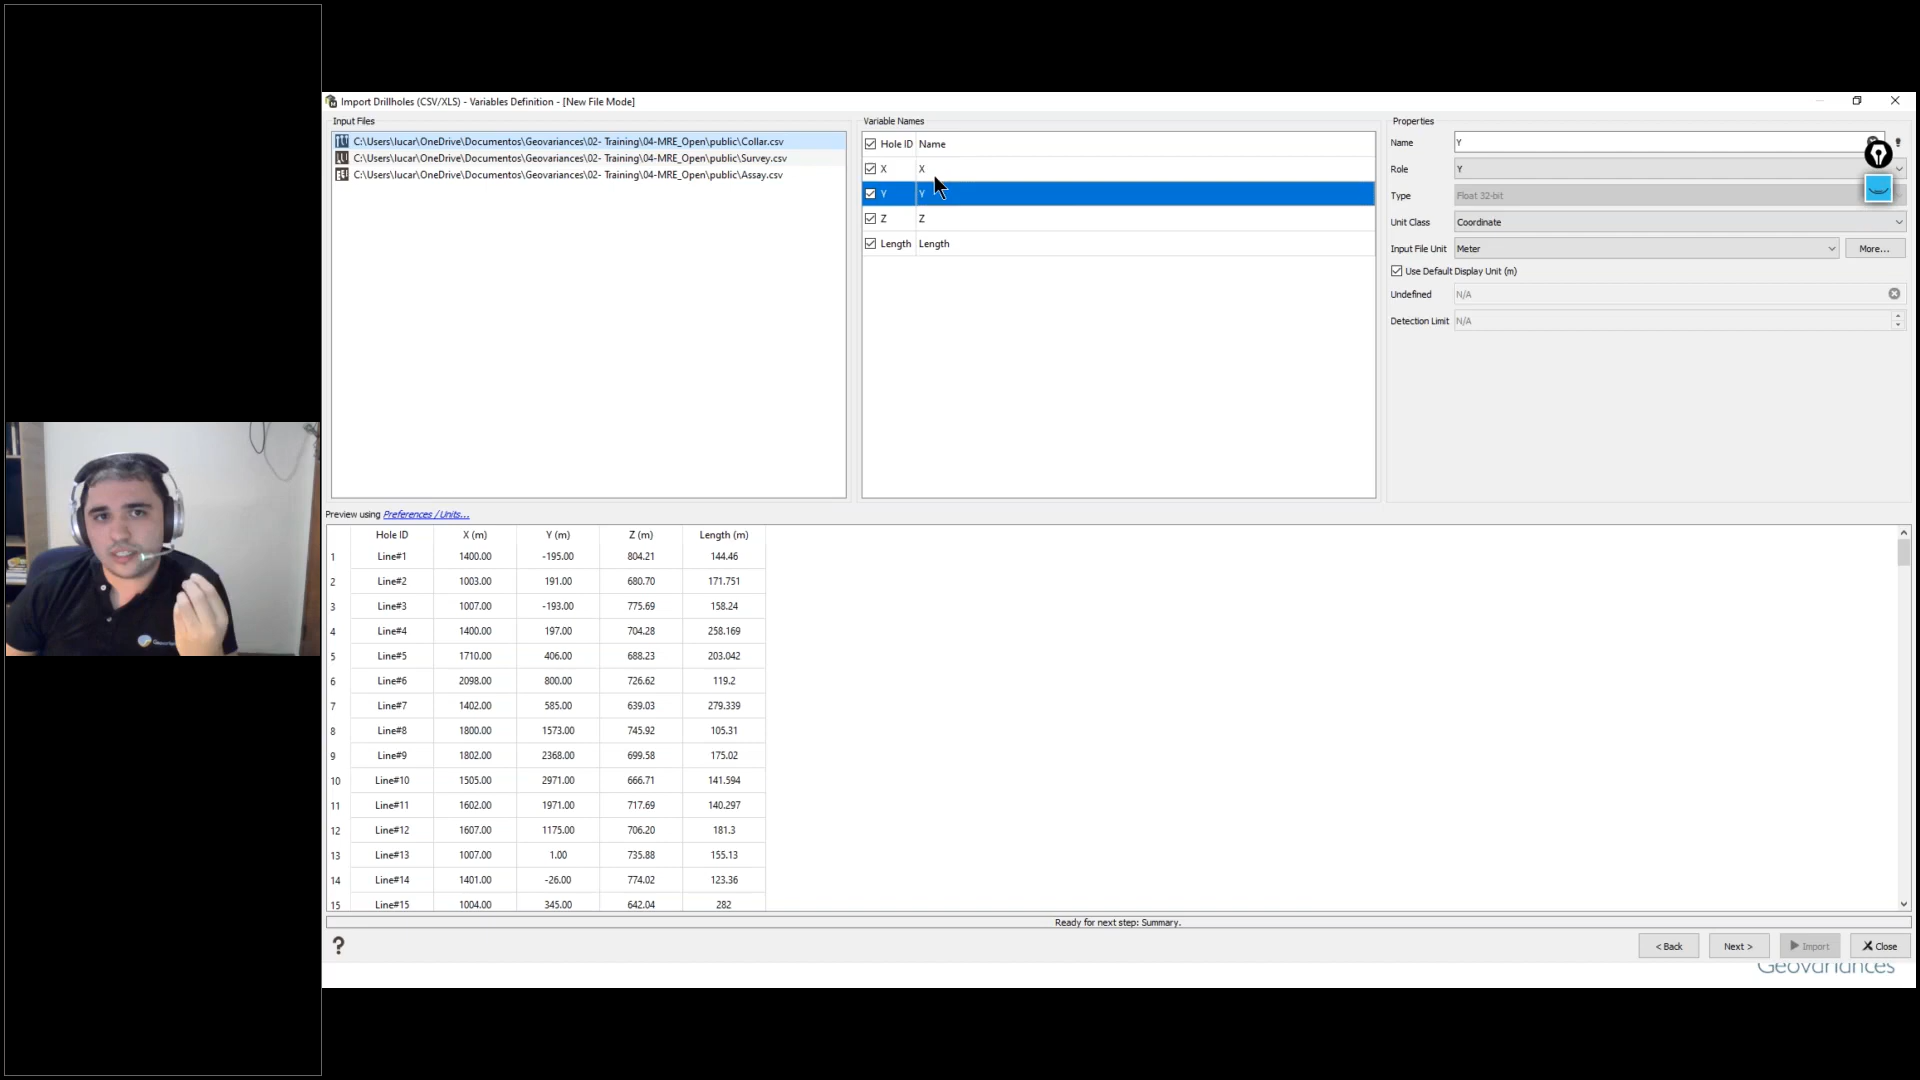 Import Drillholes (CSV/XLS) - Variables Definition - [New File Mode]
Input Files
C:\Users\lucar\OneDrive\Documentos\Geovariances\02- Training\04-MRE_Open\public\Collar.csv
C:\Users\lucar\OneDrive\Documentos\Geovariances\02- Training\04-MRE_Open\public\Survey.csv
C:\Users\lucar\OneDrive\Documentos\Geovariances\02- Training\04-MRE_Open\public\Assay.csv
Variable Names
Hole ID Name
X X
Y Y
Z Z
Length Length
Properties
Name Y
Role Y
Type Float 32-bit
Unit Class Coordinate
Input File Unit Meter More...
Use Default Display Unit (m)
Undefined N/A
Detection Limit N/A
Preview using Preferences / Units...
Hole ID X (m) Y (m) Z (m) Length (m)
1 Line#1 1400.00 -195.00 804.21 144.46
2 Line#2 1003.00 191.00 680.70 171.751
3 Line#3 1007.00 -193.00 775.69 158.24
4 Line#4 1400.00 197.00 704.28 258.169
5 Line#5 1710.00 406.00 688.23 203.042
6 Line#6 2098.00 800.00 726.62 119.2
7 Line#7 1402.00 585.00 639.03 279.339
8 Line#8 1800.00 1573.00 745.92 105.31
9 Line#9 1802.00 2368.00 699.58 175.02
10 Line#10 1505.00 2971.00 666.71 141.594
11 Line#11 1602.00 1971.00 717.69 140.297
12 Line#12 1607.00 1175.00 706.20 181.3
13 Line#13 1007.00 1.00 735.88 155.13
14 Line#14 1401.00 -26.00 774.02 123.36
15 Line#15 1004.00 345.00 642.04 282
Ready for next step: Summary.
? < Back Next > Import Close
Geovariances